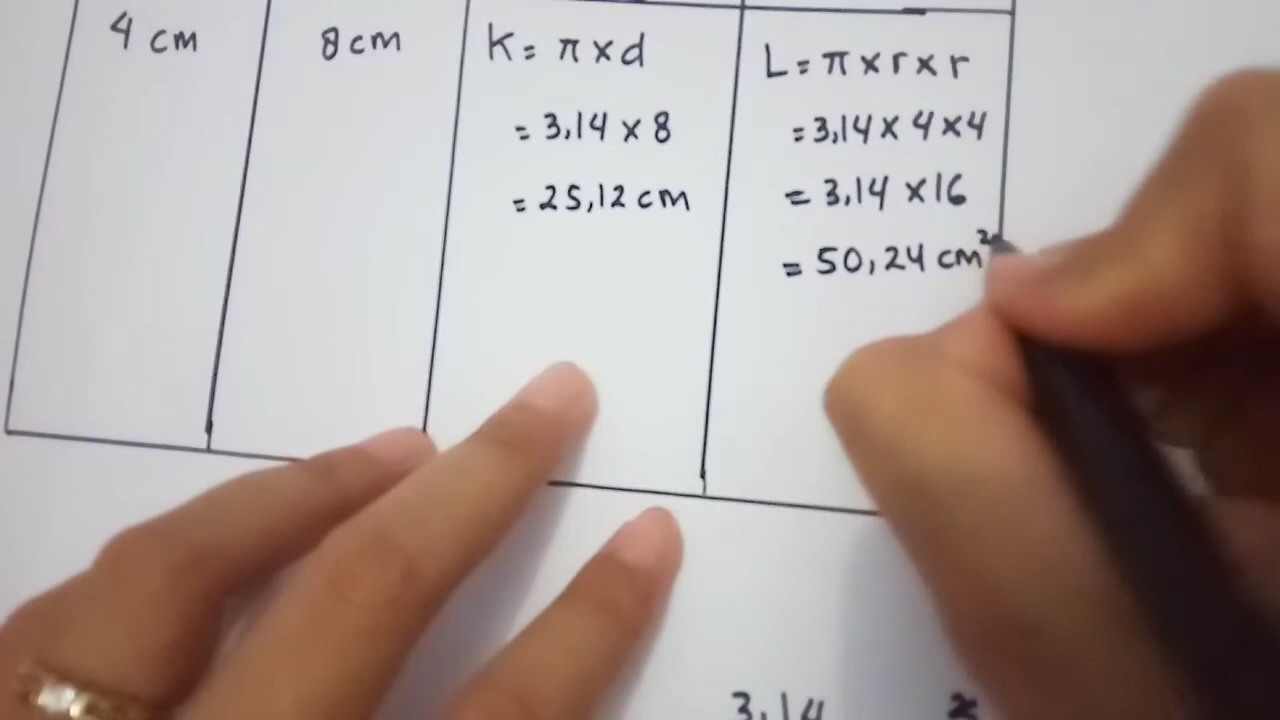 4 cm
8 cm
K = π x d
= 3,14 x 8
= 25,12 cm
L = π x r x r
= 3,14 x 4 x 4
= 3,14 x 16
= 50,24 cm²
3,14